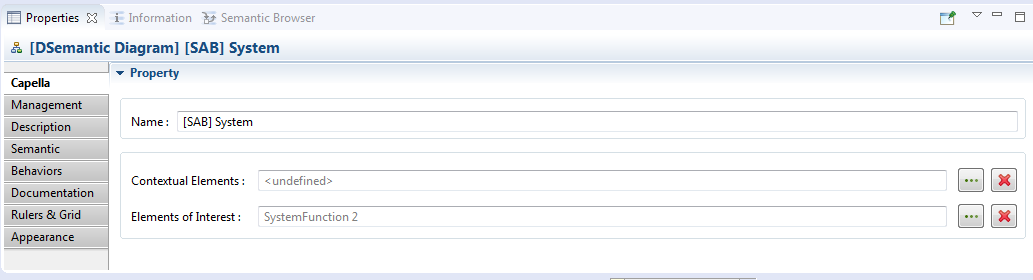 Properties Information Semantic Browser
[DSemantic Diagram] [SAB] System
Capella
Management
Description
Semantic
Behaviors
Documentation
Rulers & Grid
Appearance
Property
Name : [SAB] System
Contextual Elements : <undefined>
Elements of Interest : SystemFunction 2